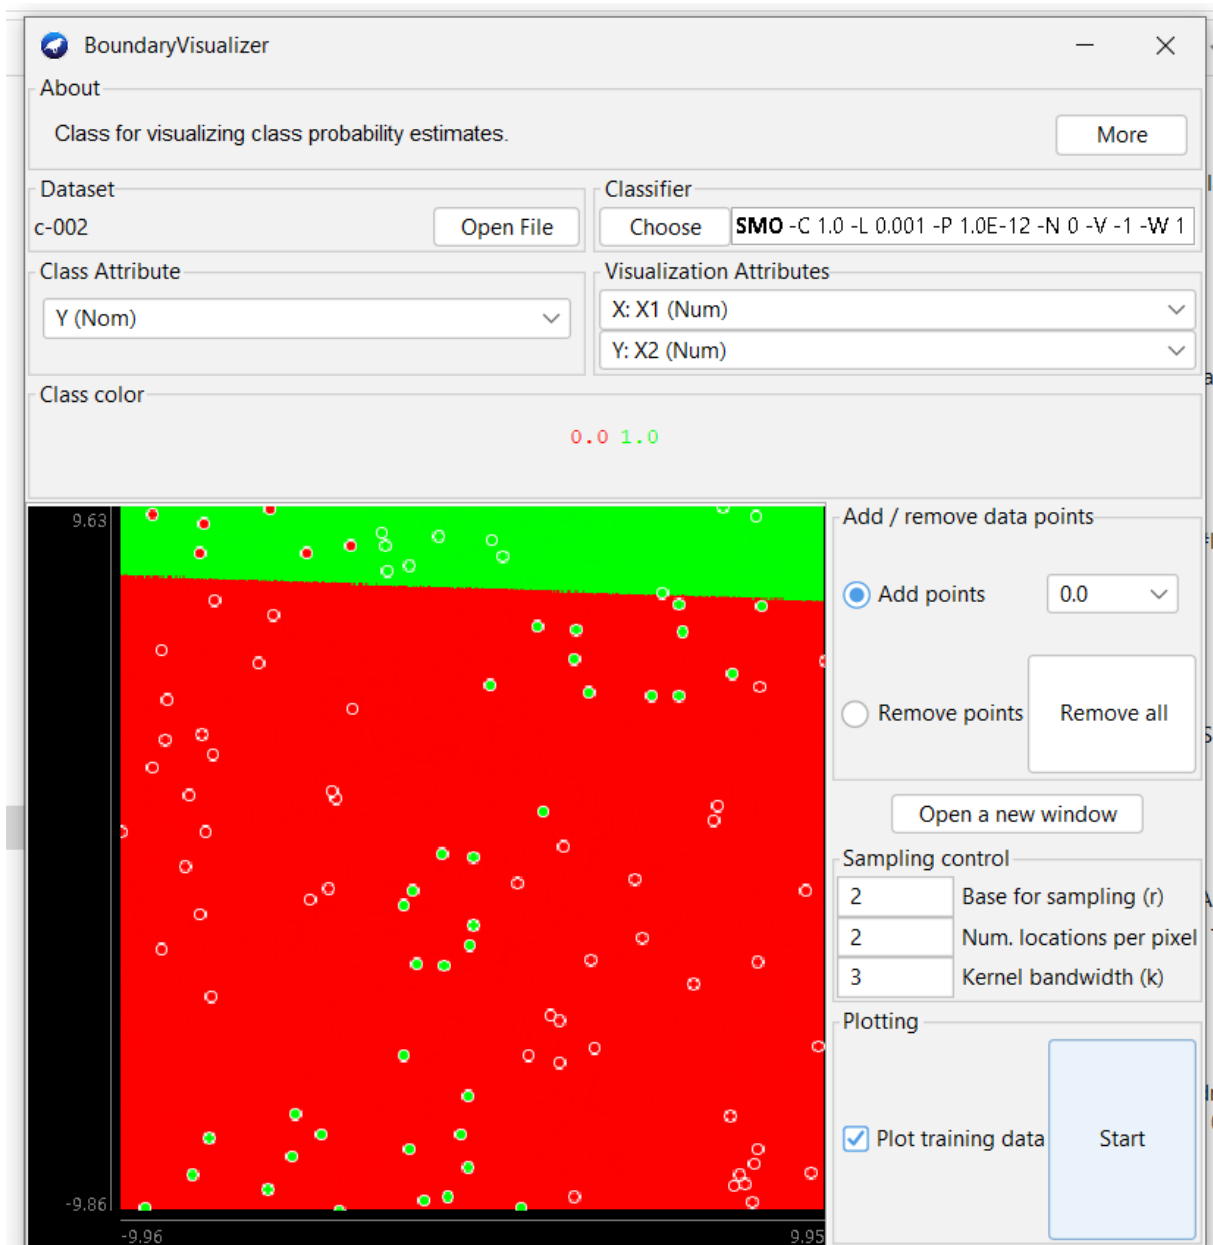 BoundaryVisualizer
About
Class for visualizing class probability estimates.
More
Dataset
c-002
Open File
Classifier
Choose
SMO -C 1.0 -L 0.001 -P 1.0E-12 -N 0 -V -1 -W 1
Class Attribute
Y (Nom)
Visualization Attributes
X: X1 (Num)
Y: X2 (Num)
Class color
0.0 1.0
9.63
-9.86
-9.96
9.95
Add / remove data points
Add points
0.0
Remove points
Remove all
Open a new window
Sampling control
2 Base for sampling (r)
2 Num. locations per pixel
3 Kernel bandwidth (k)
Plotting
Plot training data
Start